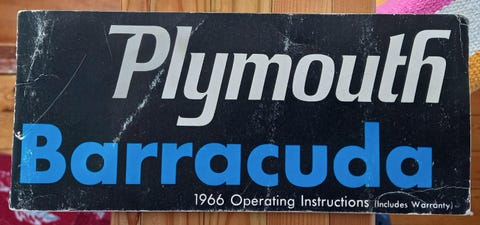 Plymouth
Barracuda
1966 Operating Instructions (Includes Warranty)